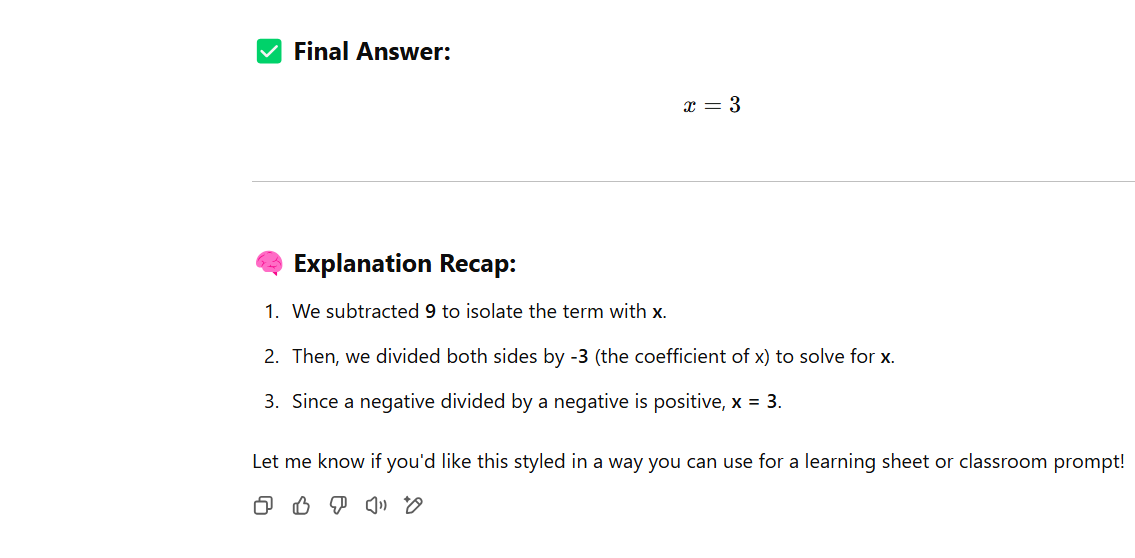 Final Answer:
x = 3
Explanation Recap:
1. We subtracted 9 to isolate the term with x.
2. Then, we divided both sides by -3 (the coefficient of x) to solve for x.
3. Since a negative divided by a negative is positive, x = 3.
Let me know if you'd like this styled in a way you can use for a learning sheet or classroom prompt!